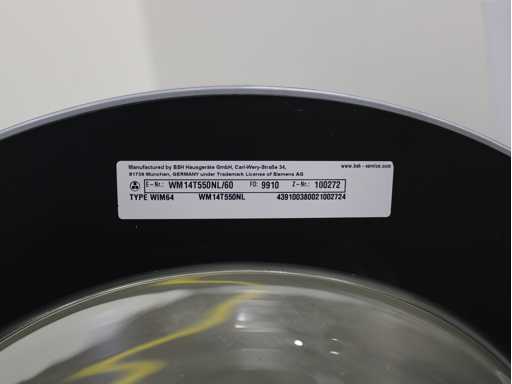 Manufactured by BSH Hausgeräte GmbH, Carl-Wery-Straße 34, www.bsh-service.com
81739 München, GERMANY under Trademark License of Siemens AG
E-Nr.: WM14T550NL/60 FD: 9910 Z-Nr.: 100272
TYPE WIM64 WM14T550NL 439100380021002724